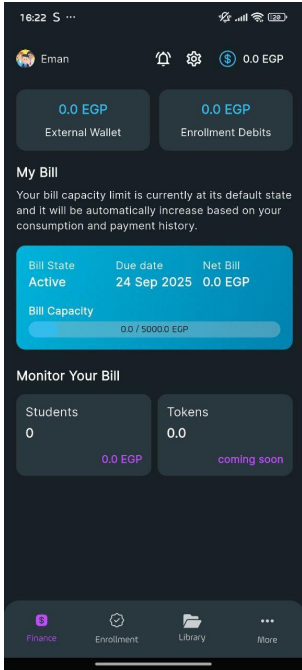 16:22 S ...
128
Eman
$ 0.0 EGP
0.0 EGP
External Wallet
0.0 EGP
Enrollment Debits
My Bill
Your bill capacity limit is currently at its default state
and it will be automatically increase based on your
consumption and payment history.
Bill State Due date Net Bill
Active 24 Sep 2025 0.0 EGP
Bill Capacity
0.0 / 5000.0 EGP
Monitor Your Bill
Students
0
0.0 EGP
Tokens
0.0
coming soon
$
Finance Enrollment Library More